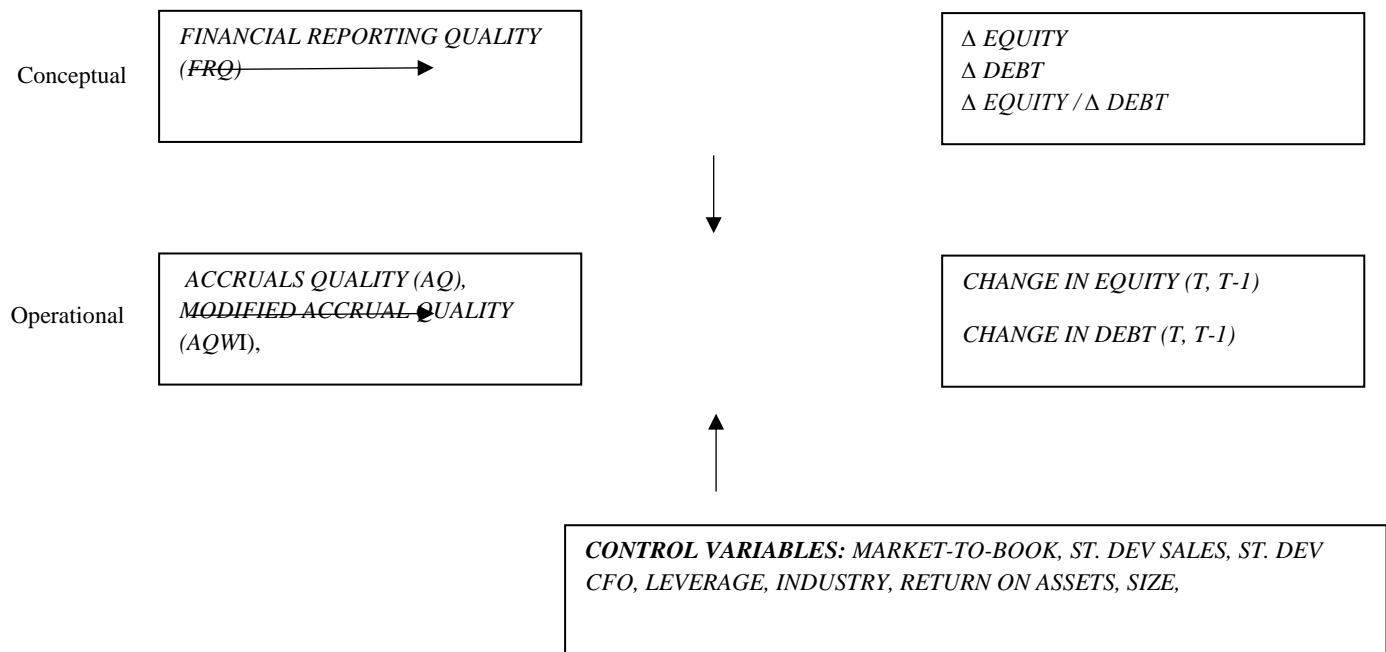 FINANCIAL REPORTING QUALITY
(FRQ)
Δ EQUITY
Δ DEBT
Δ EQUITY / Δ DEBT
Conceptual
ACCRUALS QUALITY (AQ),
MODIFIED ACCRUAL QUALITY
(AQWI),
CHANGE IN EQUITY (T, T-1)
CHANGE IN DEBT (T, T-1)
Operational
CONTROL VARIABLES: MARKET-TO-BOOK, ST. DEV SALES, ST. DEV
CFO, LEVERAGE, INDUSTRY, RETURN ON ASSETS, SIZE,